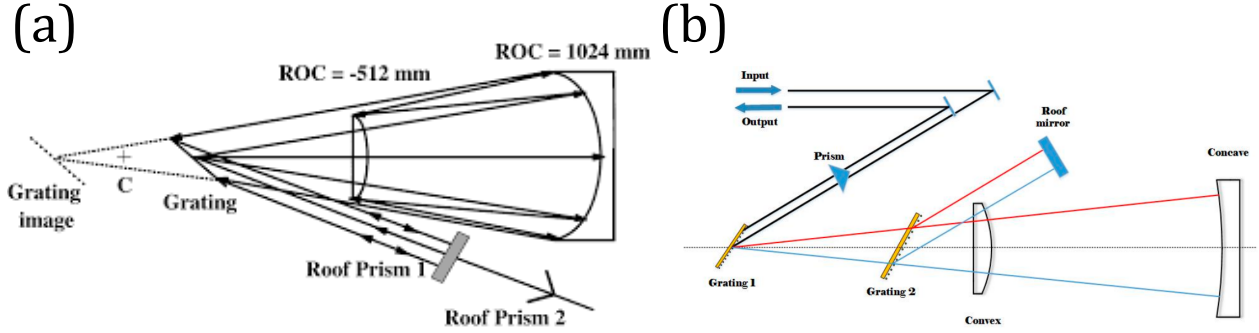 (a)
ROC = 1024 mm
ROC = -512 mm
C
Grating
image
Grating
Roof Prism 1
Roof Prism 2
(b)
Input
Output
Prism
Roof
mirror
Concave
Grating 1
Grating 2
Convex